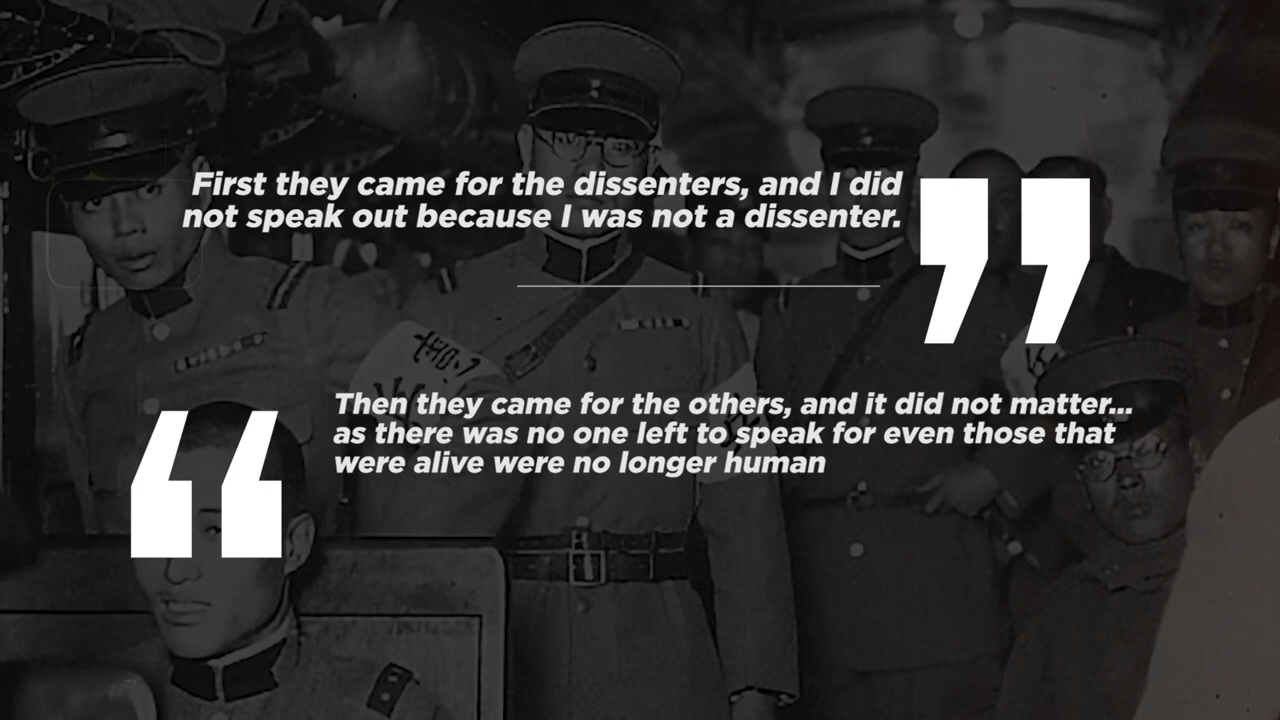 First they came for the dissenters, and I did
not speak out because I was not a dissenter.
Then they came for the others, and it did not matter...
as there was no one left to speak for even those that
were alive were no longer human